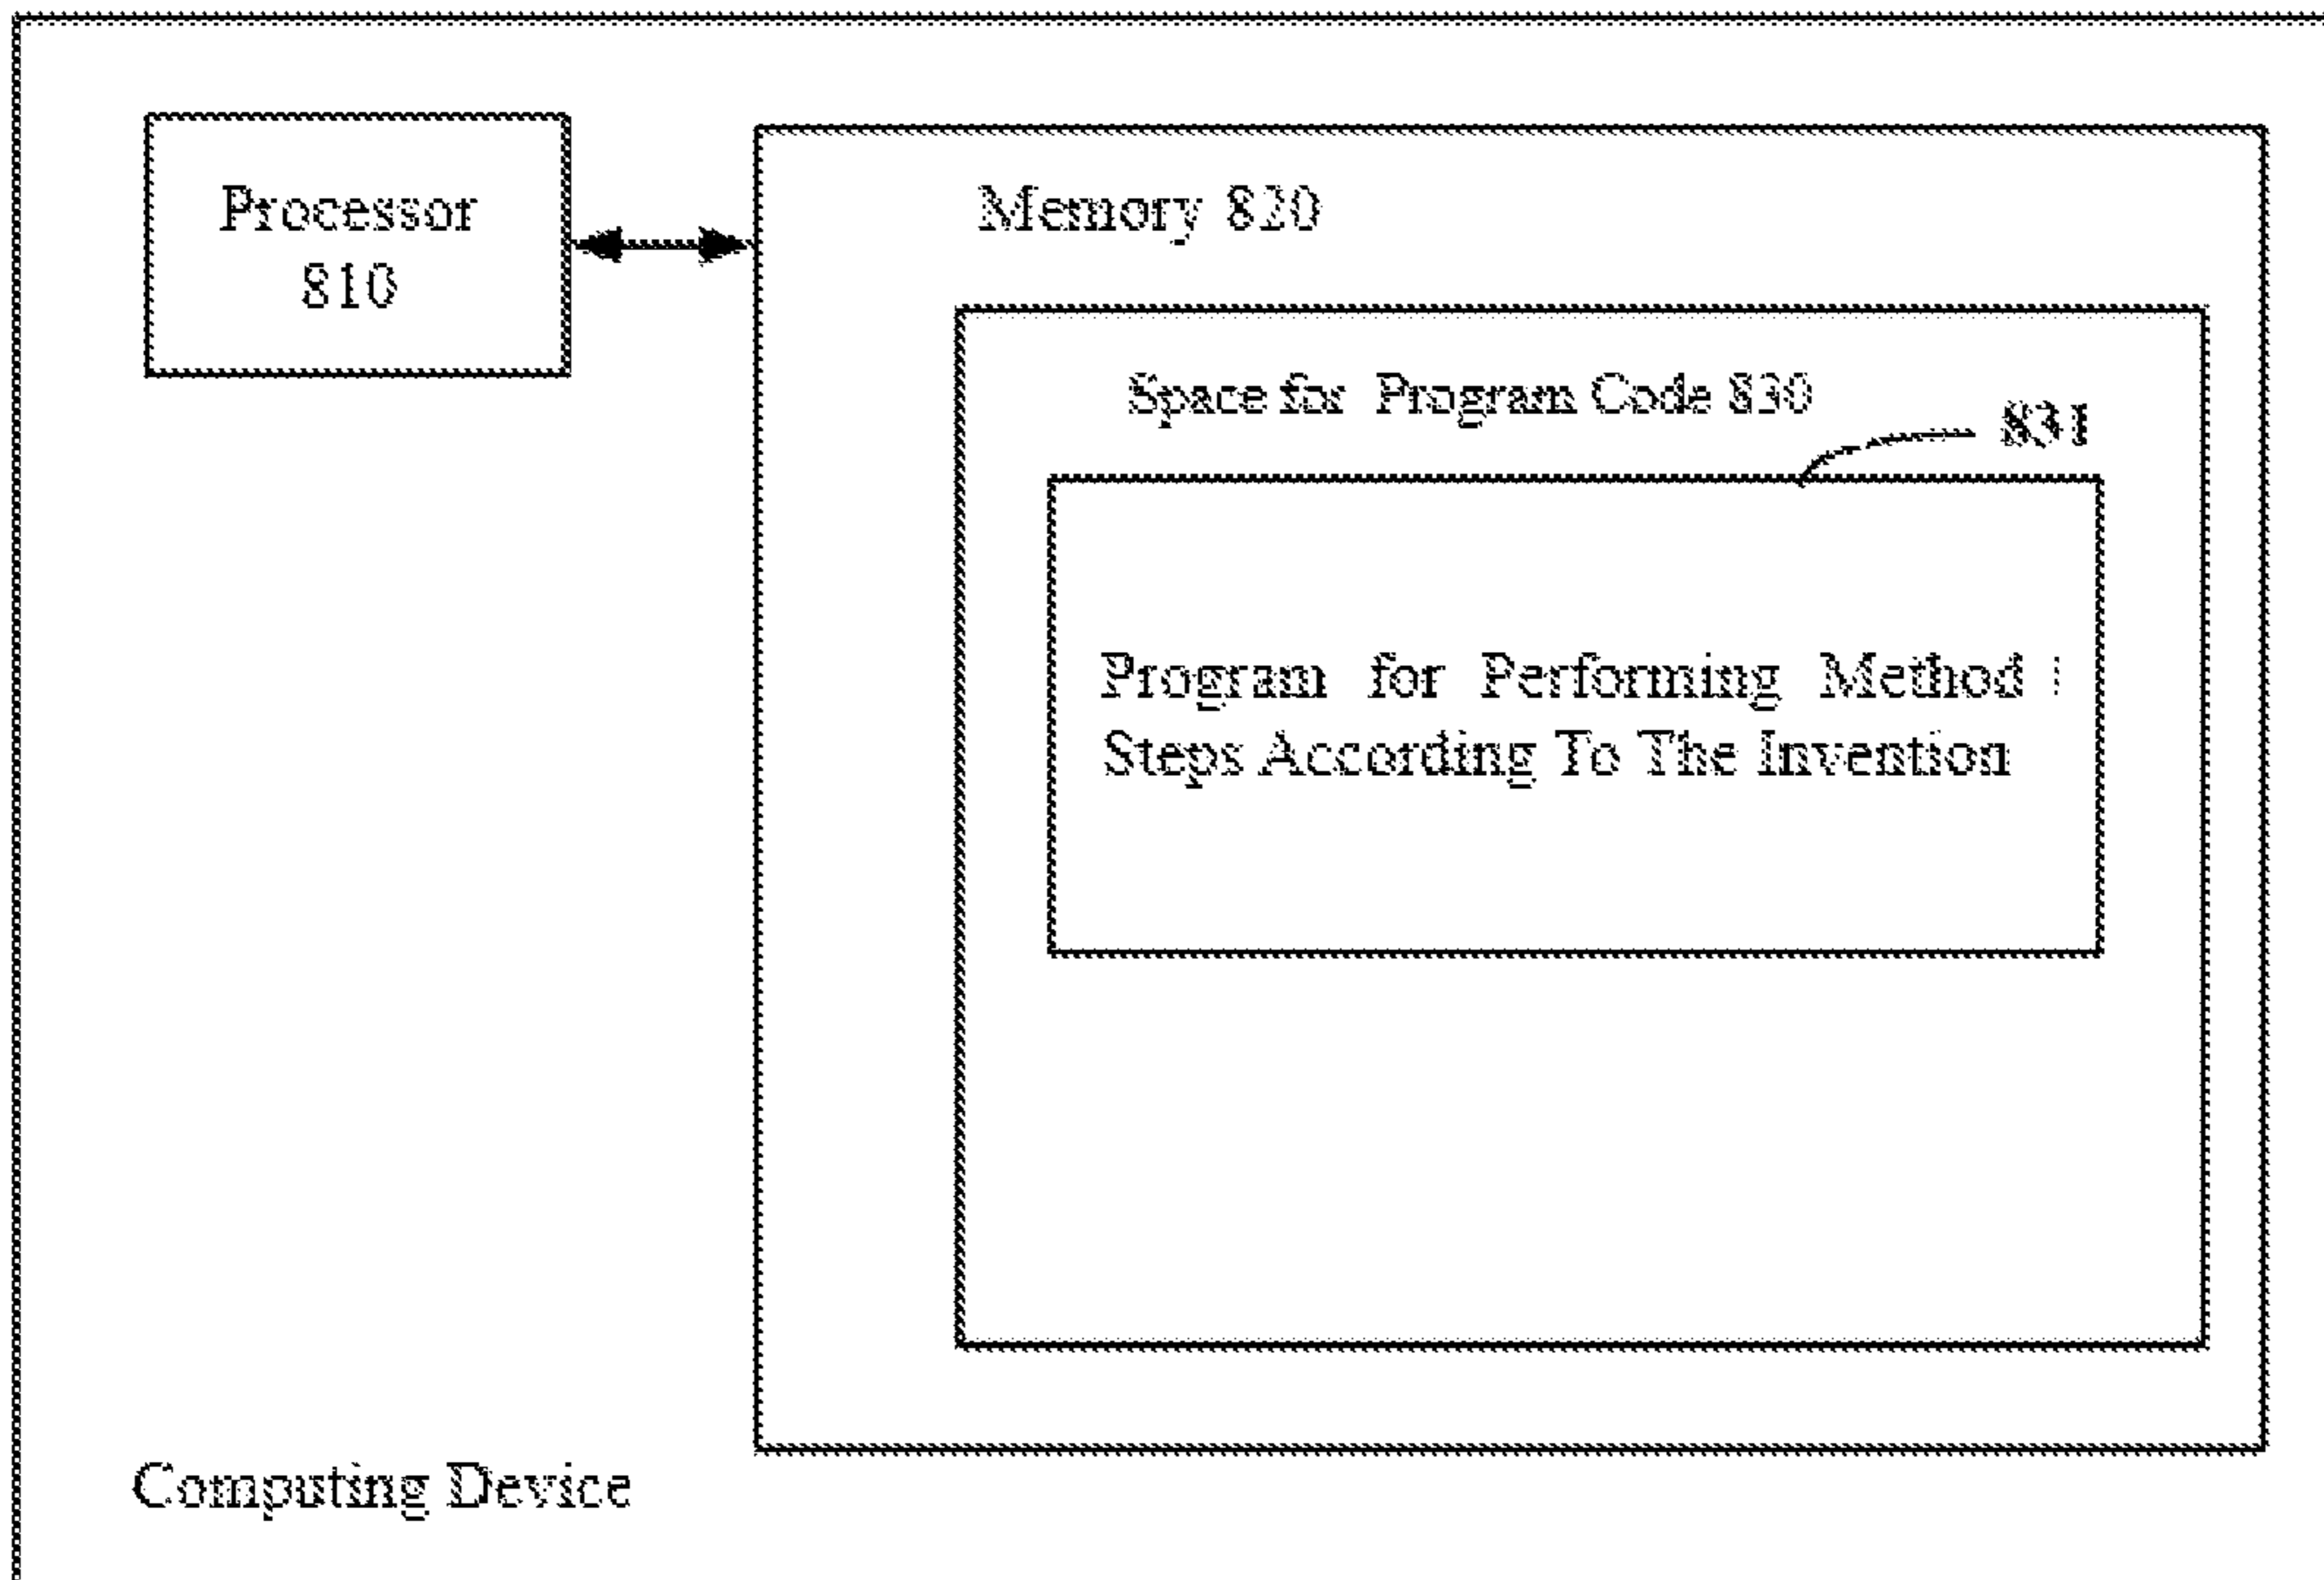 Processor
810
Memory 820
Space for Program Code 830
831
Program for Performing Method
Steps According To The Invention
Computing Device